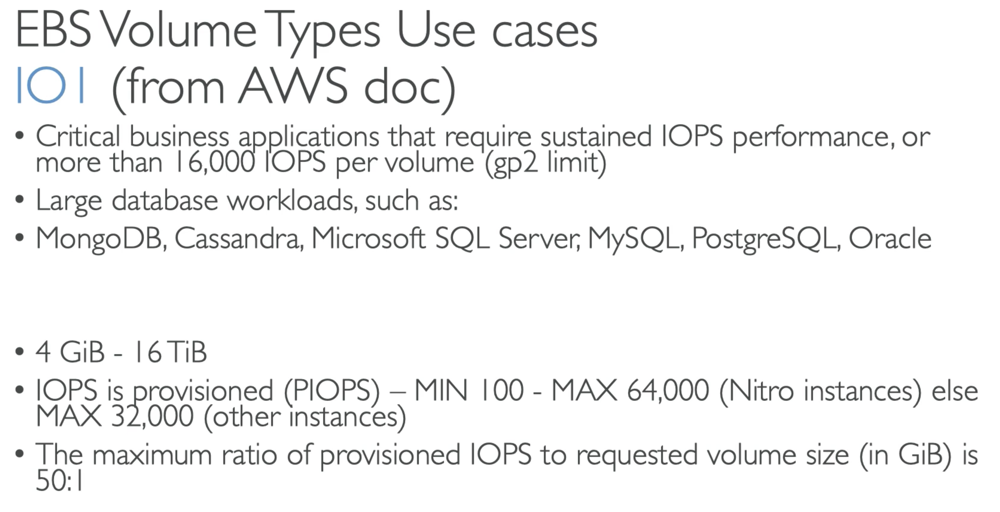 EBS Volume Types Use cases
IO1 (from AWS doc)
• Critical business applications that require sustained IOPS performance, or
more than 16,000 IOPS per volume (gp2 limit)
• Large database workloads, such as:
• MongoDB, Cassandra, Microsoft SQL Server, MySQL, PostgreSQL, Oracle
• 4 GiB - 16 TiB
• IOPS is provisioned (PIOPS) – MIN 100 - MAX 64,000 (Nitro instances) else
MAX 32,000 (other instances)
• The maximum ratio of provisioned IOPS to requested volume size (in GiB) is
50:1